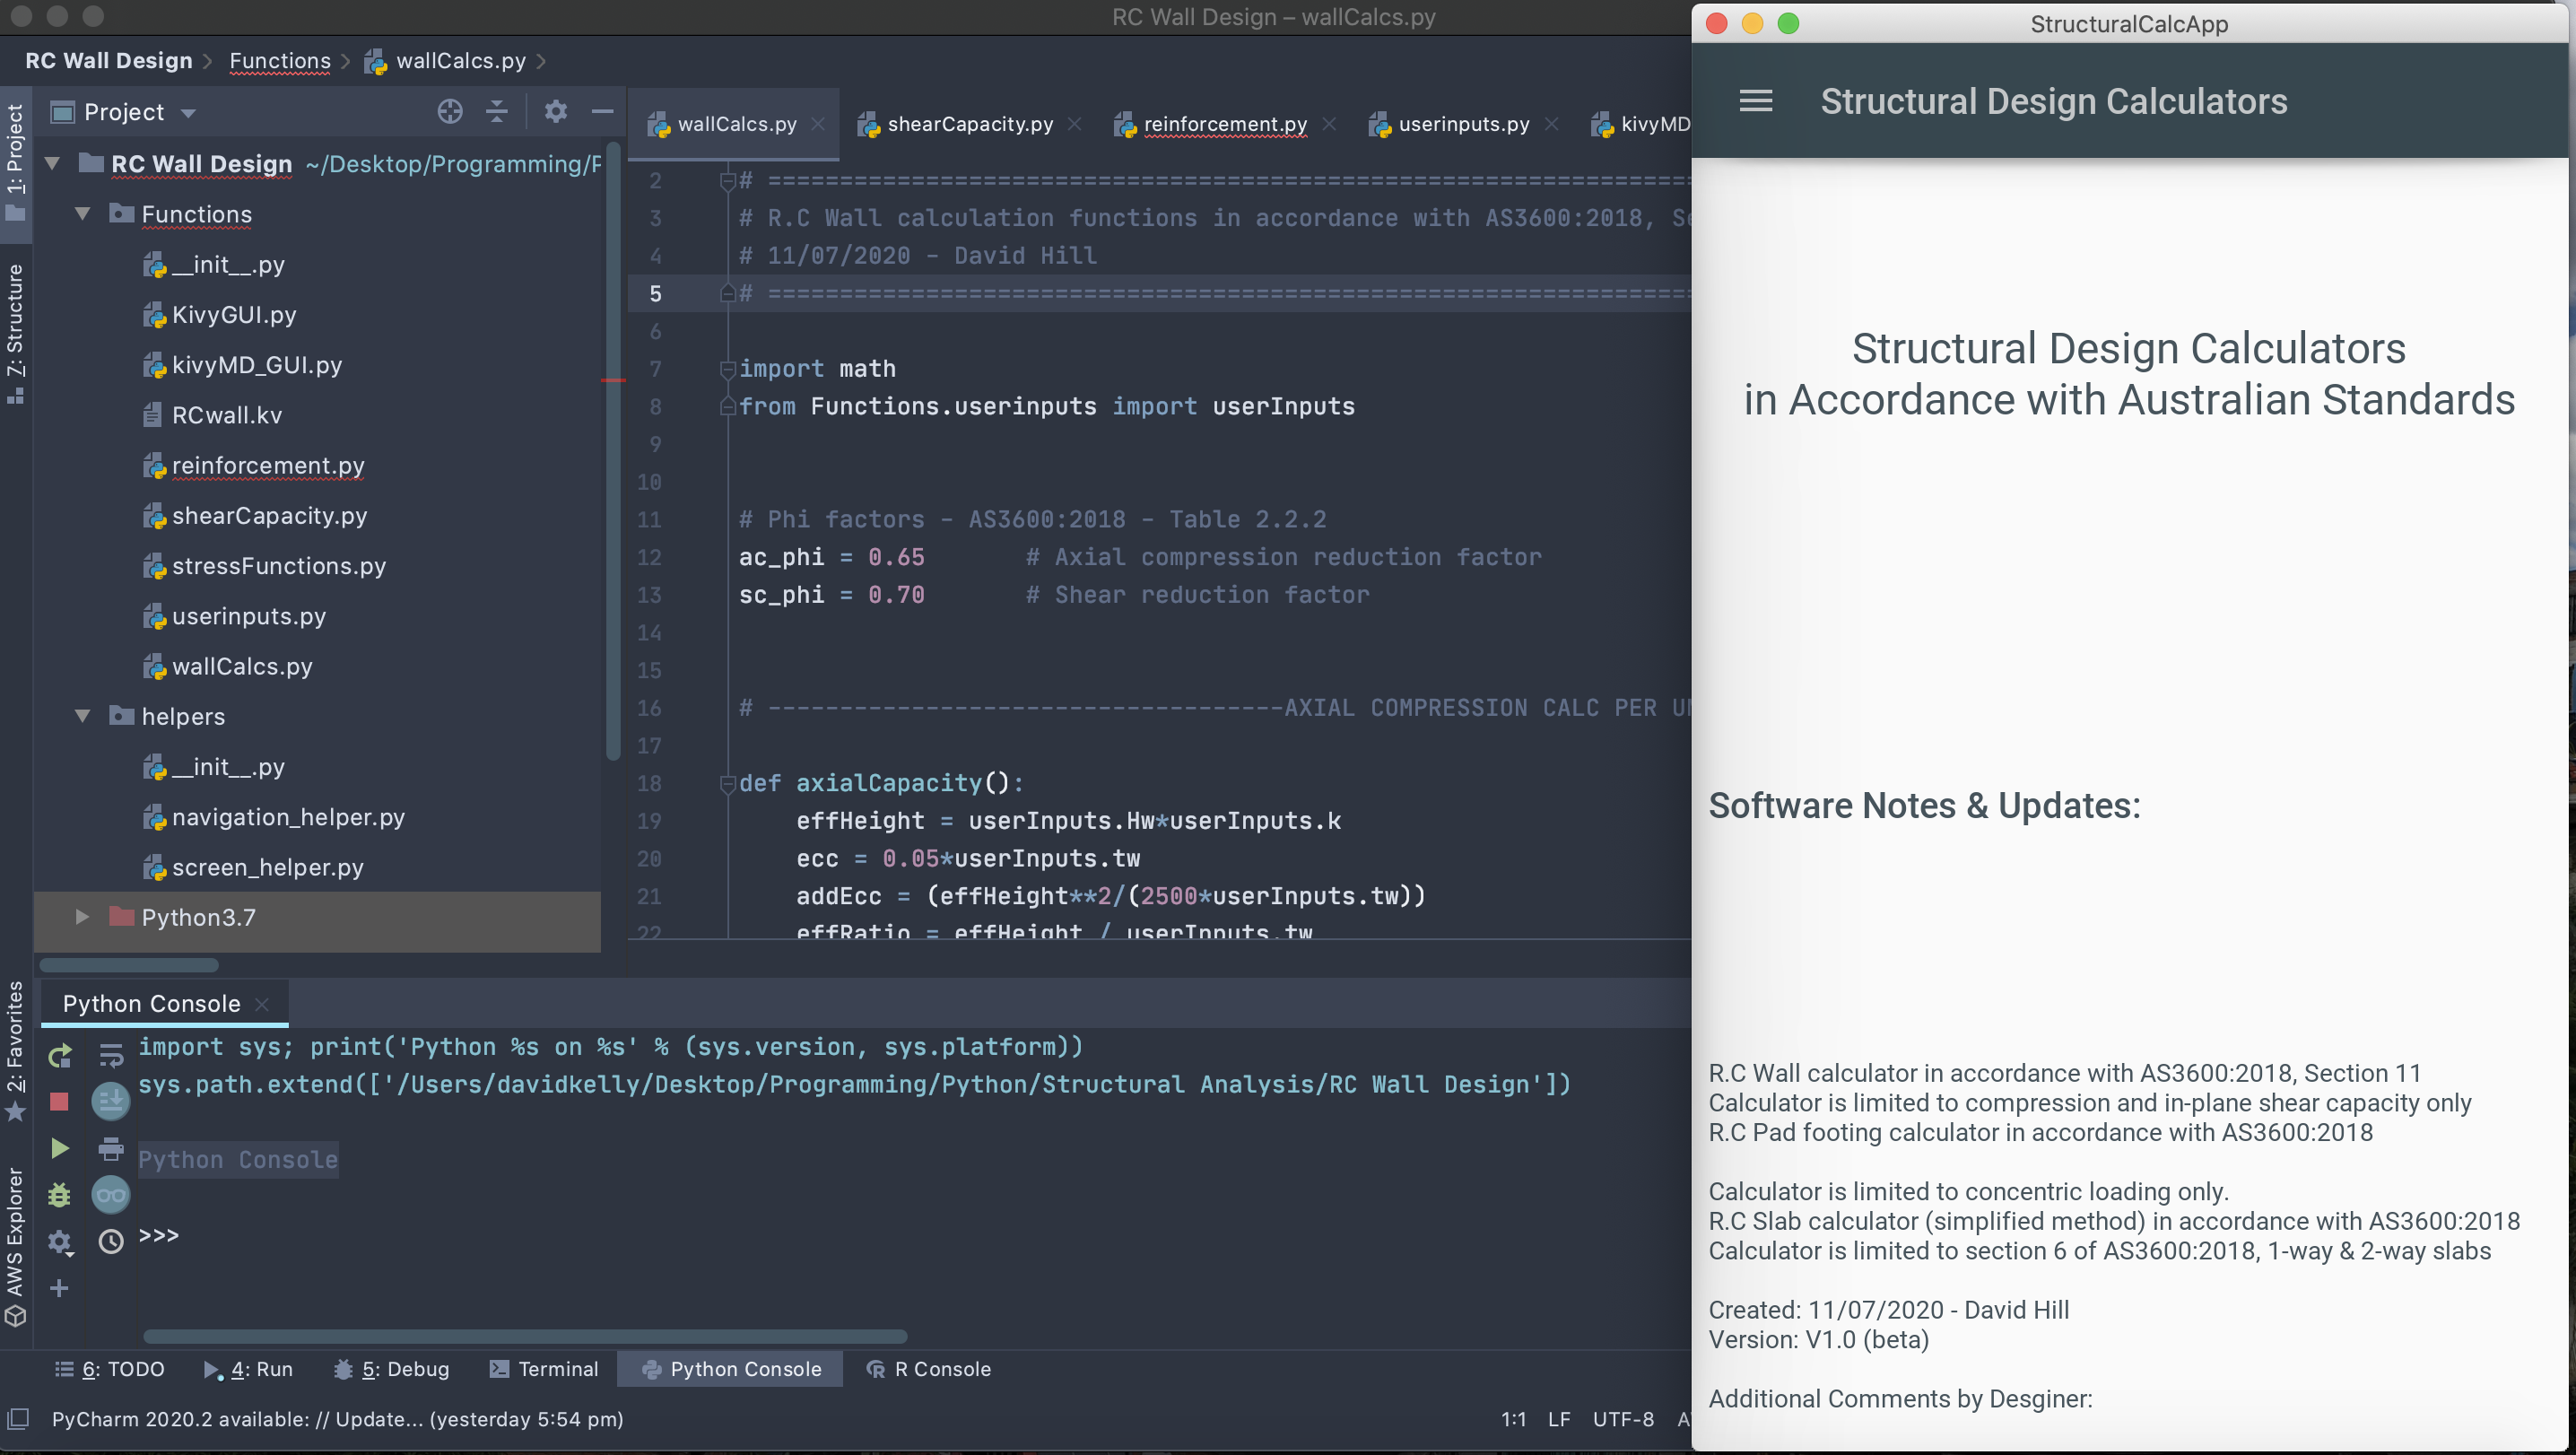 RC Wall Design – wallCalcs.py
RC Wall Design
Functions
wallCalcs.py
1: Project
7: Structure
2: Favorites
AWS Explorer
Project
RC Wall Design ~/Desktop/Programming/P
Functions
__init__.py
KivyGUI.py
kivyMD_GUI.py
RCwall.kv
reinforcement.py
shearCapacity.py
stressFunctions.py
userinputs.py
wallCalcs.py
helpers
__init__.py
navigation_helper.py
screen_helper.py
Python3.7
wallCalcs.py
shearCapacity.py
reinforcement.py
userinputs.py
kivyMD
2 # ================================================================
3 # R.C Wall calculation functions in accordance with AS3600:2018, Se
4 # 11/07/2020 - David Hill
5 # ================================================================
6
7 import math
8 from Functions.userinputs import userInputs
9
10
11 # Phi factors - AS3600:2018 - Table 2.2.2
12 ac_phi = 0.65 # Axial compression reduction factor
13 sc_phi = 0.70 # Shear reduction factor
14
15
16 # ------------------------------------AXIAL COMPRESSION CALC PER UN
17
18 def axialCapacity():
19 effHeight = userInputs.Hw*userInputs.k
20 ecc = 0.05*userInputs.tw
21 addEcc = (effHeight**2/(2500*userInputs.tw))
22 effRatio = effHeight / userInputs.tw
Python Console
import sys; print('Python %s on %s' % (sys.version, sys.platform))
sys.path.extend(['/Users/davidkelly/Desktop/Programming/Python/Structural Analysis/RC Wall Design'])
Python Console
>>>
6: TODO
4: Run
5: Debug
Terminal
Python Console
R Console
PyCharm 2020.2 available: // Update... (yesterday 5:54 pm)
1:1 LF UTF-8
StructuralCalcApp
Structural Design Calculators
Structural Design Calculators
in Accordance with Australian Standards
Software Notes & Updates:
R.C Wall calculator in accordance with AS3600:2018, Section 11
Calculator is limited to compression and in-plane shear capacity only
R.C Pad footing calculator in accordance with AS3600:2018
Calculator is limited to concentric loading only.
R.C Slab calculator (simplified method) in accordance with AS3600:2018
Calculator is limited to section 6 of AS3600:2018, 1-way & 2-way slabs
Created: 11/07/2020 - David Hill
Version: V1.0 (beta)
Additional Comments by Desginer: